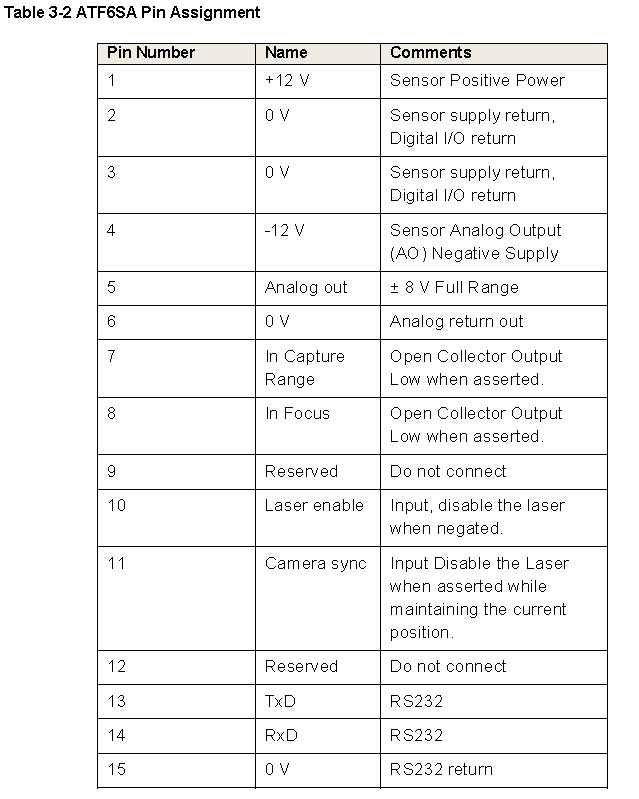 Table 3-2 ATF6SA Pin Assignment
Pin Number Name Comments
1 +12 V Sensor Positive Power
2 0 V Sensor supply return,
Digital I/O return
3 0 V Sensor supply return,
Digital I/O return
4 -12 V Sensor Analog Output
(AO) Negative Supply
5 Analog out ± 8 V Full Range
6 0 V Analog return out
7 In Capture Open Collector Output
Range Low when asserted.
8 In Focus Open Collector Output
Low when asserted.
9 Reserved Do not connect
10 Laser enable Input, disable the laser
when negated.
11 Camera sync Input Disable the Laser
when asserted while
maintaining the current
position.
12 Reserved Do not connect
13 TxD RS232
14 RxD RS232
15 0 V RS232 return